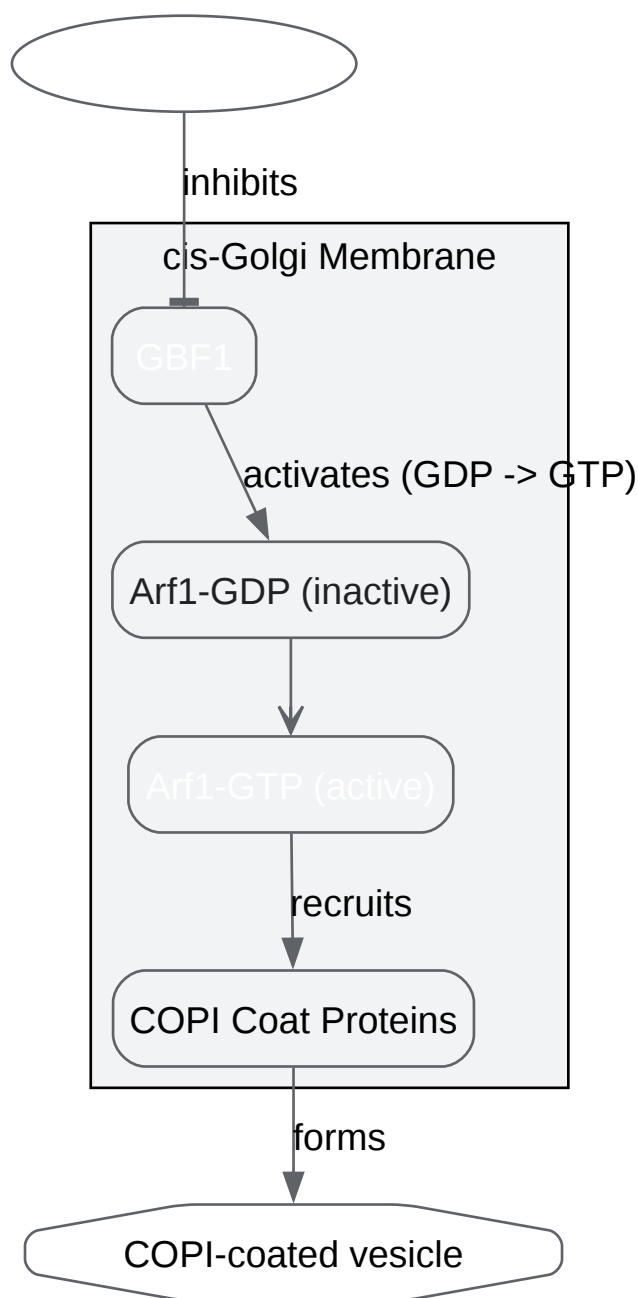 inhibits
cis-Golgi Membrane
GBF1
activates (GDP -> GTP)
Arf1-GDP (inactive)
Arf1-GTP (active)
recruits
COPI Coat Proteins
forms
COPI-coated vesicle